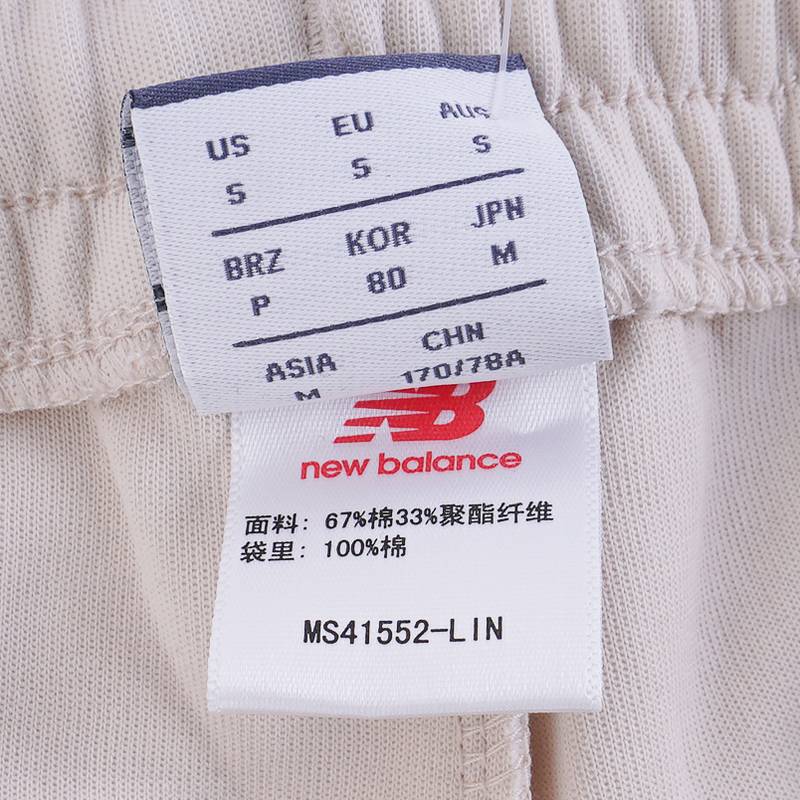 US EU AUS
S S S
BRZ KOR JPN
P 80 M
ASIA CHN
M 170/78A
NB
new balance
面料: 67%棉33%聚酯纤维
袋里: 100%棉
MS41552-LIN